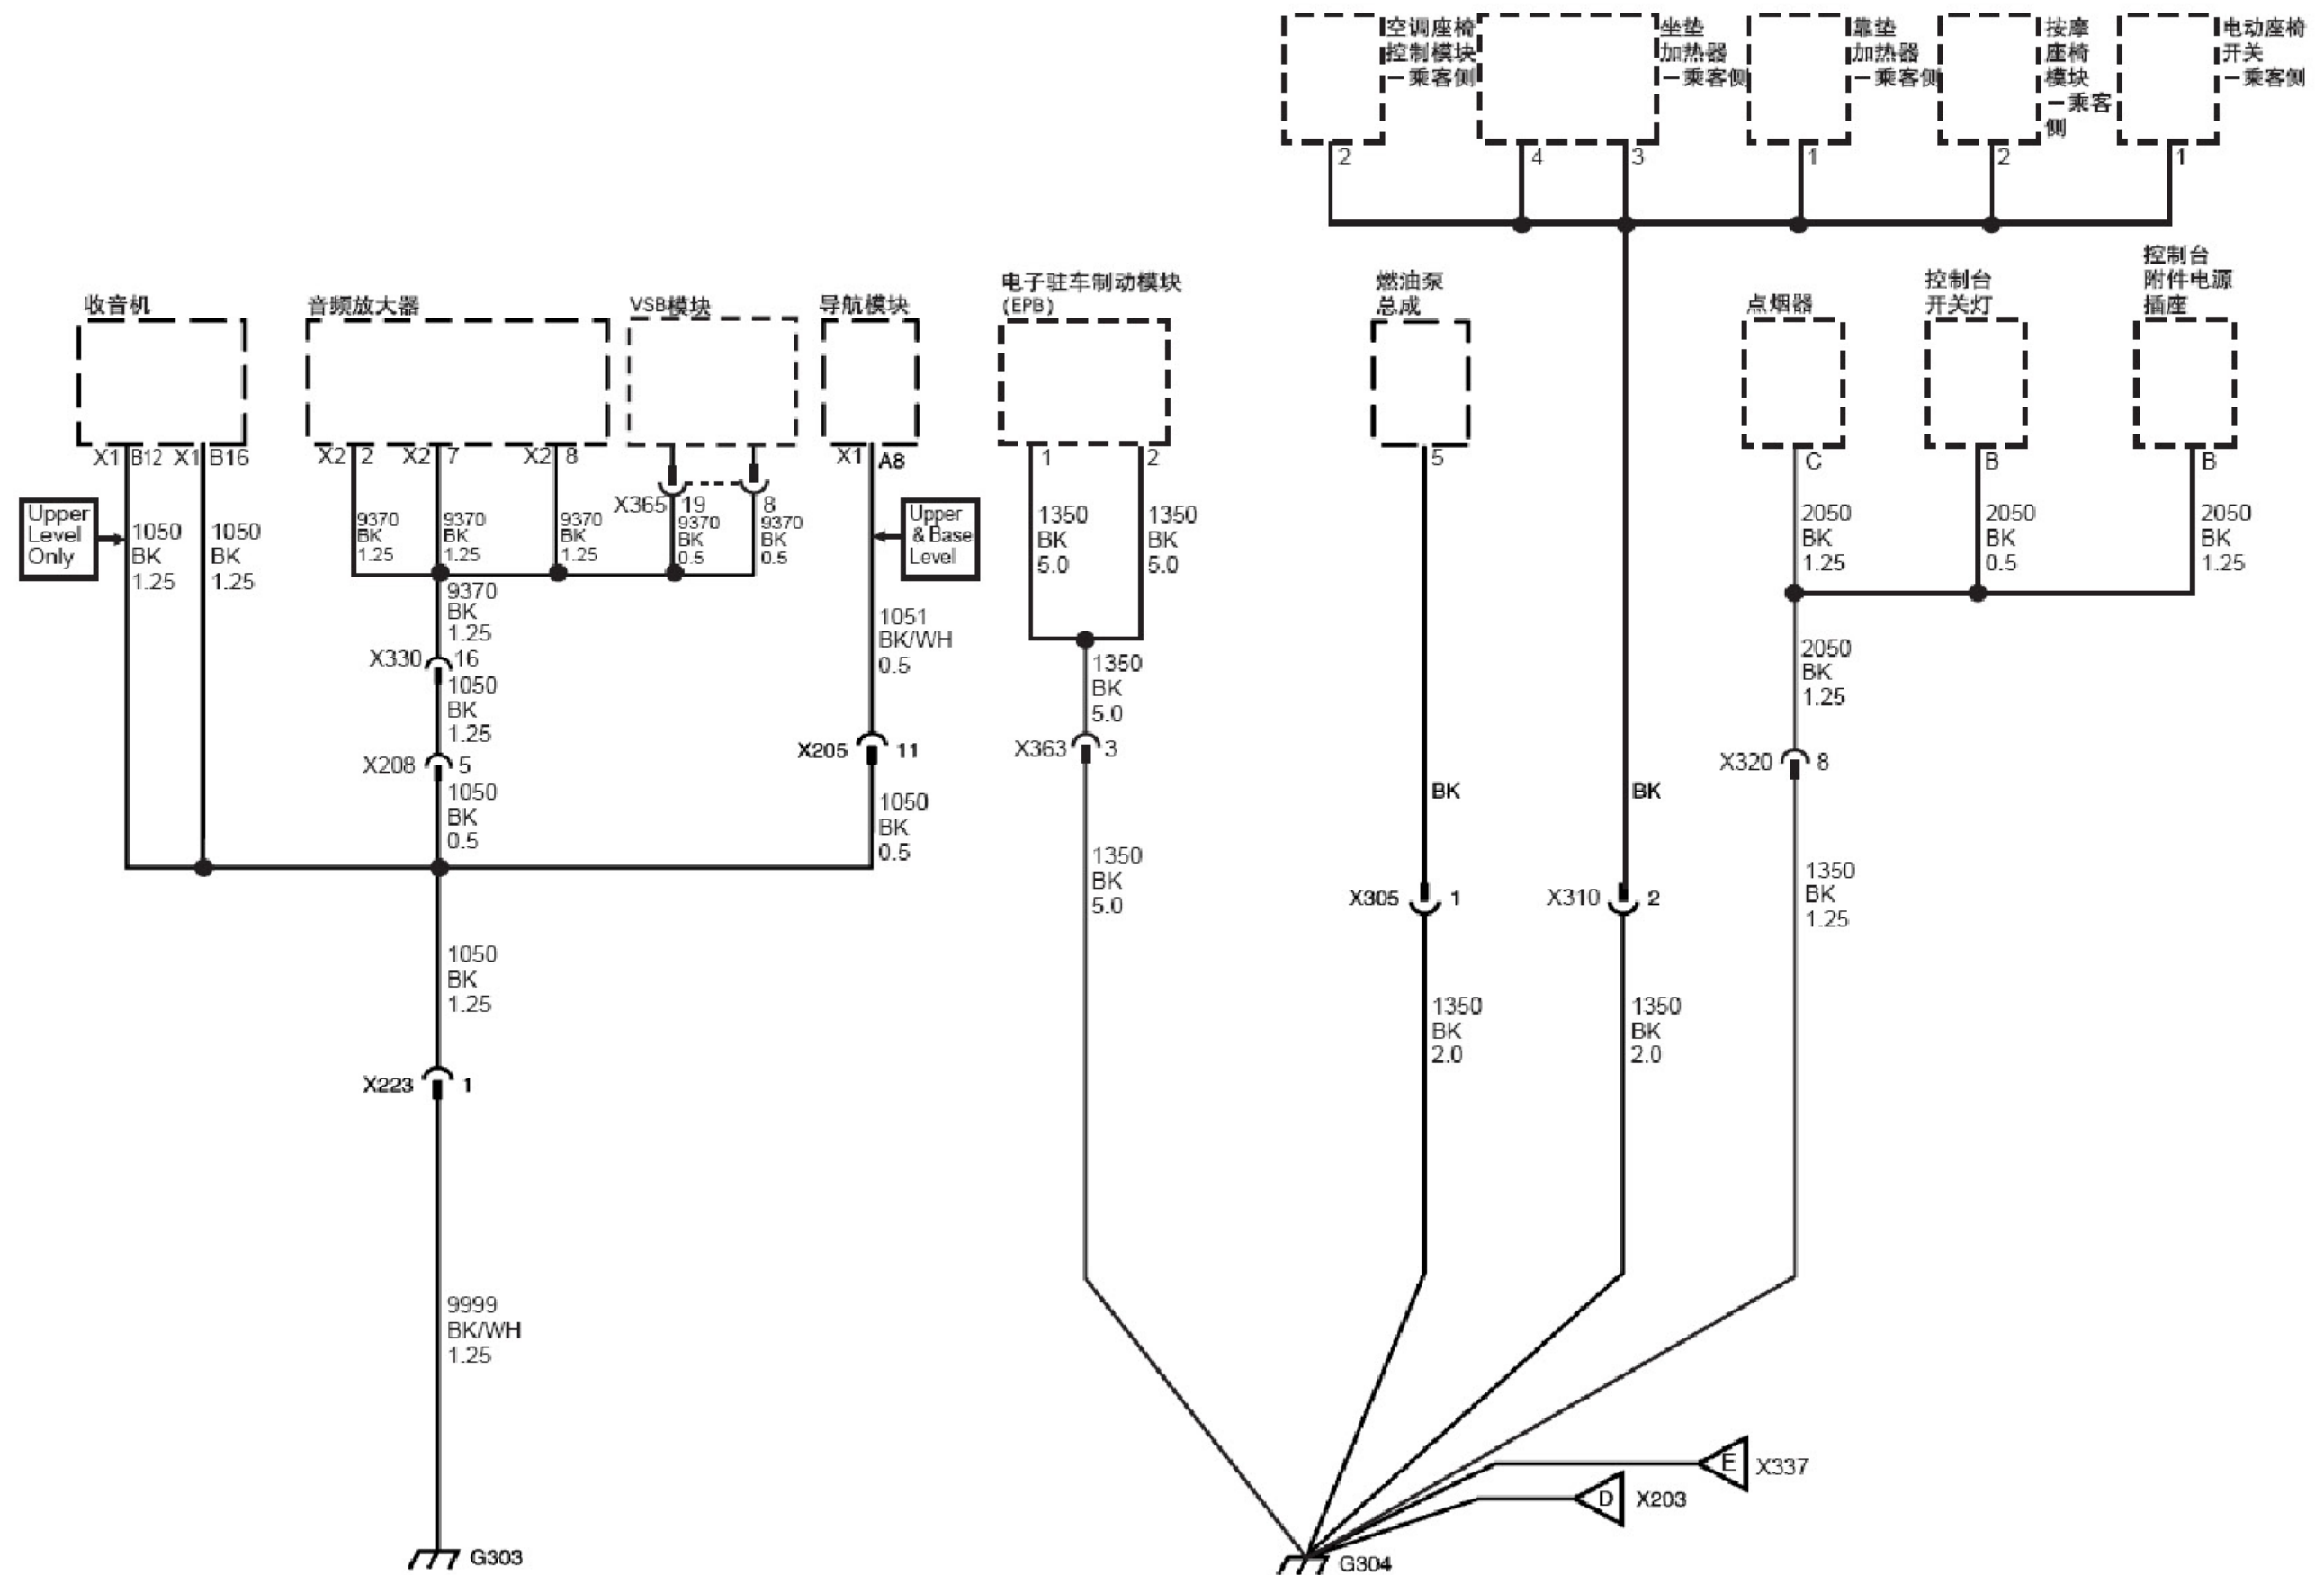 空调座椅
控制模块
－乘客侧
坐垫
加热器
－乘客侧
靠垫
加热器
－乘客侧
按摩
座椅
模块
－乘客
侧
电动座椅
开关
－乘客侧
2
4
3
1
2
1
收音机
音频放大器
VSB模块
导航模块
电子驻车制动模块
(EPB)
燃油泵
总成
点烟器
控制台
开关灯
控制台
附件电源
插座
X1 B12
X1 B16
X2 2
X2 7
X2 8
X365 19
8
X1 A8
1
2
5
C
B
B
Upper
Level
Only
1050
BK
1.25
1050
BK
1.25
9370
BK
1.25
9370
BK
1.25
9370
BK
1.25
9370
BK
0.5
9370
BK
0.5
Upper
& Base
Level
1350
BK
5.0
1350
BK
5.0
2050
BK
1.25
2050
BK
0.5
2050
BK
1.25
9370
BK
1.25
X330 16
1050
BK
1.25
X208 5
1050
BK
0.5
1051
BK/WH
0.5
X205 11
1050
BK
0.5
1350
BK
5.0
X363 3
1350
BK
5.0
BK
X305 1
1350
BK
2.0
BK
X310 2
1350
BK
2.0
2050
BK
1.25
X320 8
1350
BK
1.25
1050
BK
1.25
X223 1
9999
BK/WH
1.25
G303
E X337
D X203
G304